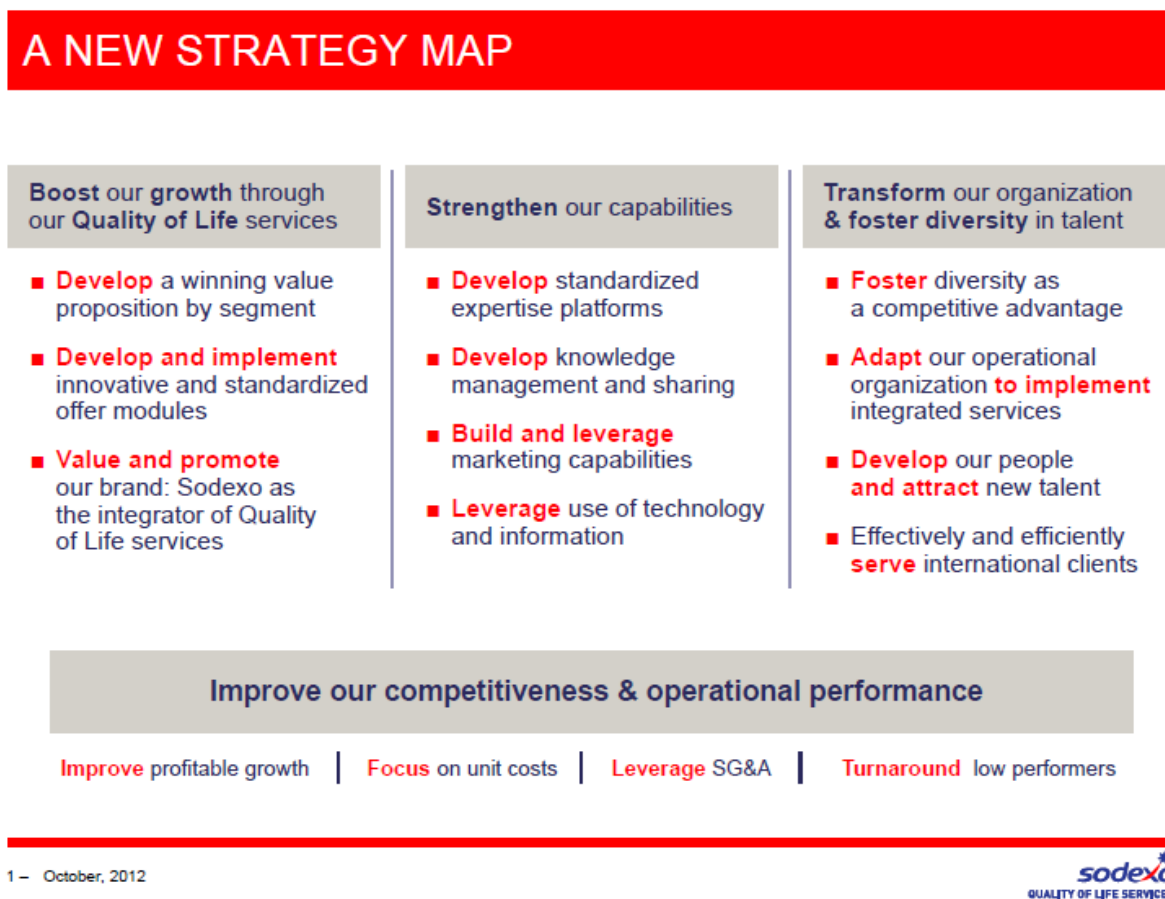 A NEW STRATEGY MAP
Boost our growth through
our Quality of Life services
■ Develop a winning value
proposition by segment
■ Develop and implement
innovative and standardized
offer modules
■ Value and promote
our brand: Sodexo as
the integrator of Quality
of Life services
Strengthen our capabilities
■ Develop standardized
expertise platforms
■ Develop knowledge
management and sharing
■ Build and leverage
marketing capabilities
■ Leverage use of technology
and information
Transform our organization
& foster diversity in talent
■ Foster diversity as
a competitive advantage
■ Adapt our operational
organization to implement
integrated services
■ Develop our people
and attract new talent
■ Effectively and efficiently
serve international clients
Improve our competitiveness & operational performance
Improve profitable growth | Focus on unit costs | Leverage SG&A | Turnaround low performers
1 – October, 2012
sodexo
QUALITY OF LIFE SERVICE